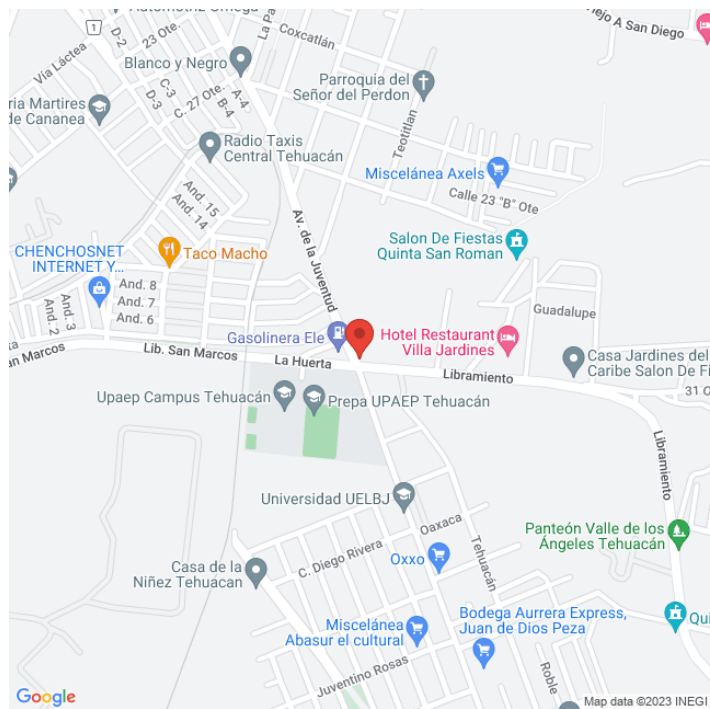 Automotriz Omega
Coxcatlán
Viejo A San Diego
1
D-2
23 Ote.
La Pa
Vía Láctea
Blanco y Negro
C-3
C. 27 Ote.
A-4
B-4
D-3
Parroquia del
Señor del Perdon
ria Martires
de Cananea
Radio Taxis
Central Tehuacán
Teotitlan
Miscelánea Axels
Calle 23 "B" Ote
And. 15
And. 14
Av. de la Juventud
Salon De Fiestas
Quinta San Roman
CHENCHOSNET
INTERNET Y...
Taco Macho
And. 8
And. 7
And. 6
And. 3
And. 2
Guadalupe
Gasolinera Ele
Hotel Restaurant
Villa Jardines
ta
San Marcos
Lib. San Marcos
La Huerta
Libramiento
Casa Jardines del
Caribe Salon De Fi
31 O
Upaep Campus Tehuacán
Prepa UPAEP Tehuacán
Libramiento
Universidad UELBJ
Oaxaca
Panteón Valle de los
Ángeles Tehuacán
C. Diego Rivera
Oxxo
Tehuacán
Casa de la
Niñez Tehuacan
Miscelánea
Abasur el cultural
Bodega Aurrera Express,
Juan de Dios Peza
Qui
Juventino Rosas
Roble
Google
Map data ©2023 INEGI